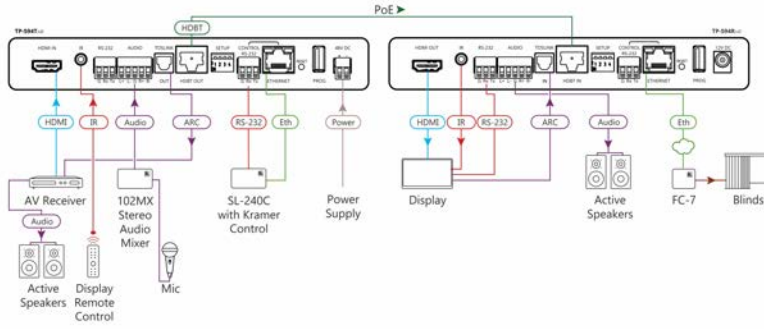 PoE
HDBT
TP-594Txr
HDMI IN
IR
RS-232
AUDIO
TOSLINK
OUT
HDBT OUT
SETUP
CONTROL
RS-232
ETHERNET
RESET
PROG
48V DC
TP-594Rxr
HDMI OUT
IR
RS-232
AUDIO
TOSLINK
IN
HDBT IN
SETUP
CONTROL
RS-232
ETHERNET
RESET
PROG
12V DC
HDMI
IR
Audio
ARC
RS-232
Eth
Power
HDMI
IR
RS-232
ARC
Audio
Eth
AV Receiver
102MX
Stereo
Audio
Mixer
SL-240C
with Kramer
Control
Power
Supply
Display
Active
Speakers
FC-7
Blinds
Audio
Active
Speakers
Display
Remote
Control
Mic